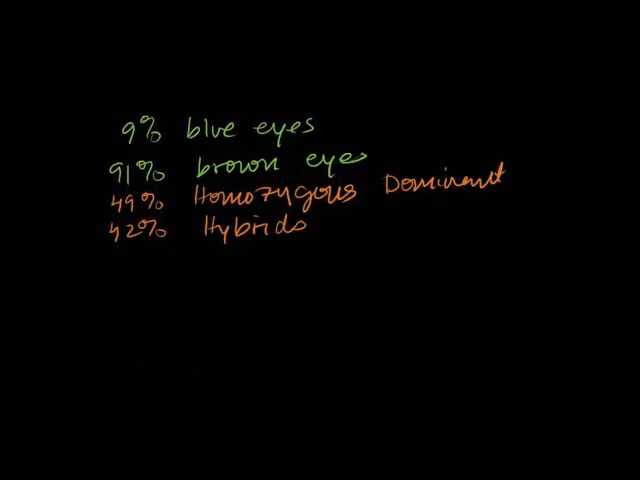 9% blue eyes
91% brown eyes
49% Homozygous Dominant
42% Hybrids